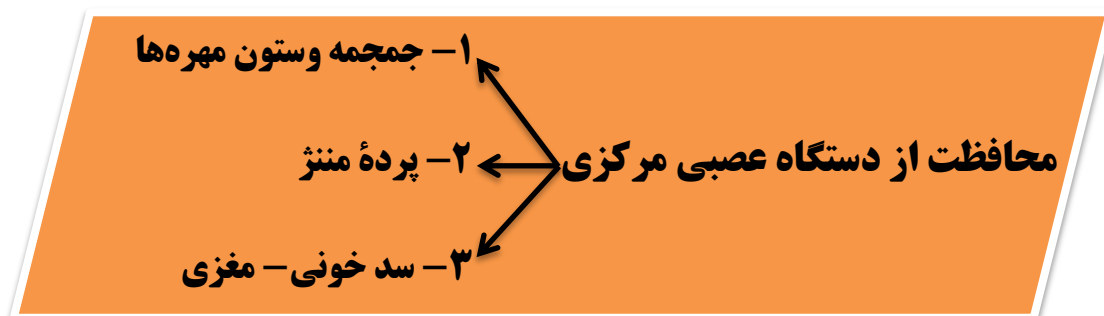 ۱- جمجمه وستون مهره‌ها
محافظت از دستگاه عصبی مرکزی
۲- پردهٔ مننژ
۳- سد خونی- مغزی